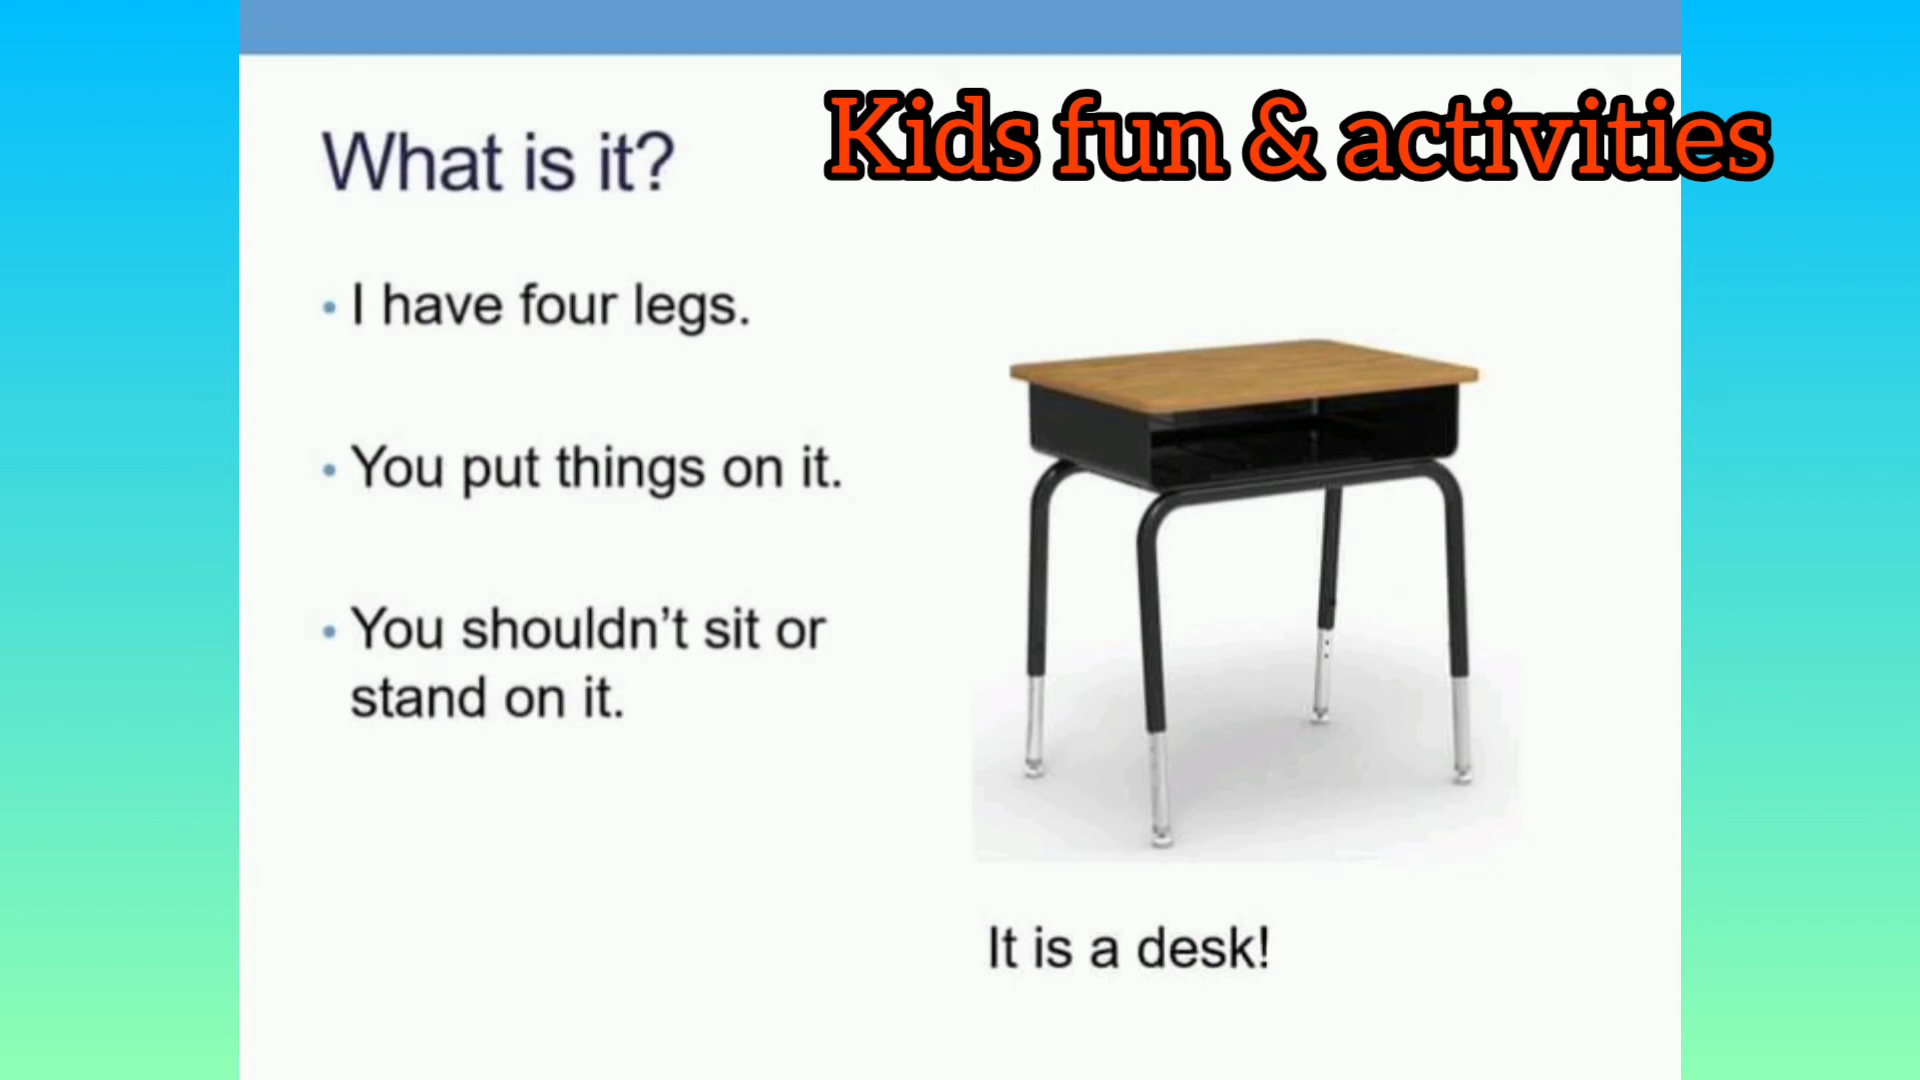 Kids fun & activities
What is it?
• I have four legs.
• You put things on it.
• You shouldn’t sit or
stand on it.
It is a desk!